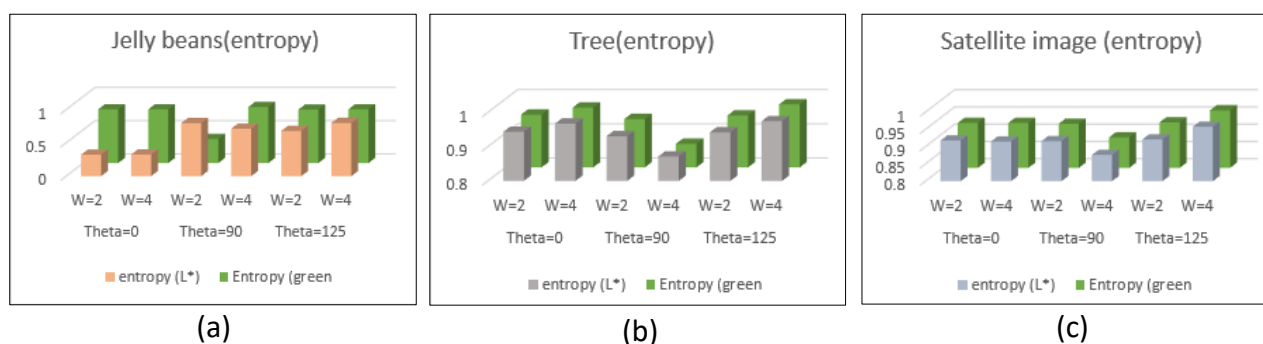 Jelly beans(entropy)
1
0.5
0
W=2 W=4 W=2 W=4 W=2 W=4
Theta=0 Theta=90 Theta=125
entropy (L*) Entropy (green
(a)
Tree(entropy)
1
0.9
0.8
W=2 W=4 W=2 W=4 W=2 W=4
Theta=0 Theta=90 Theta=125
entropy (L*) Entropy (green
(b)
Satellite image (entropy)
1
0.95
0.9
0.85
0.8
W=2 W=4 W=2 W=4 W=2 W=4
Theta=0 Theta=90 Theta=125
entropy (L*) Entropy (green
(c)